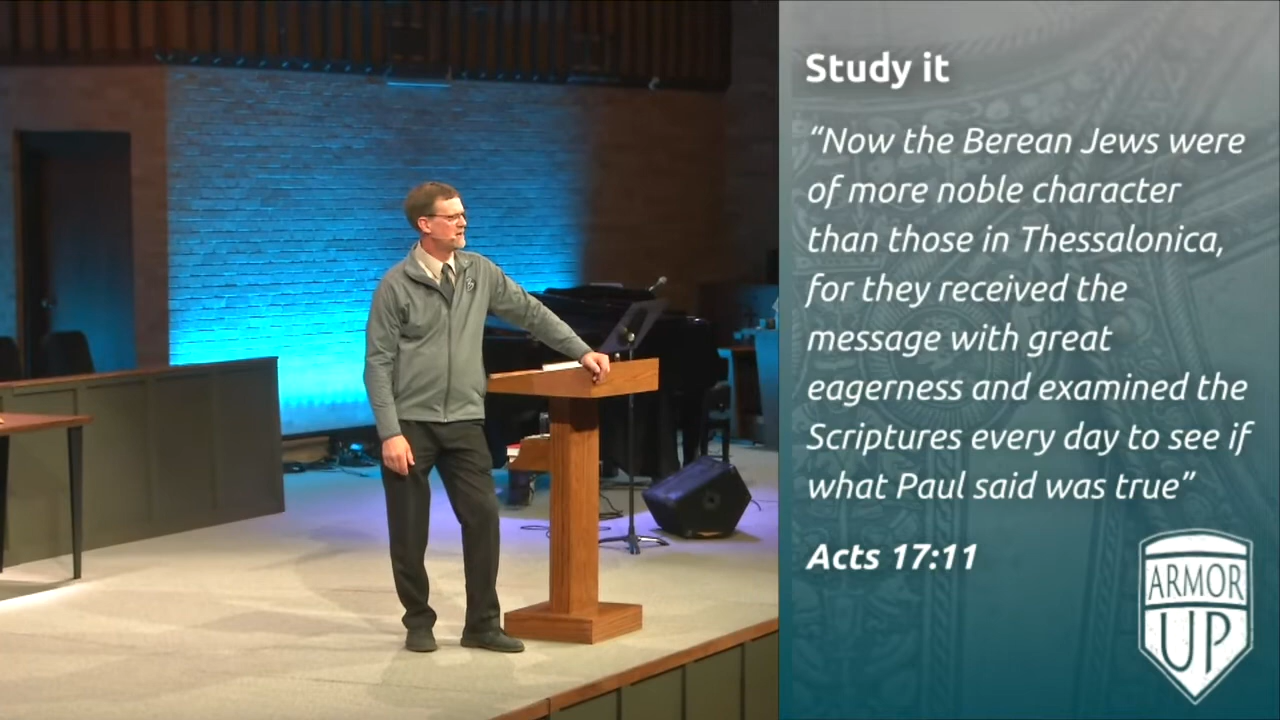 Study it
“Now the Berean Jews were
of more noble character
than those in Thessalonica,
for they received the
message with great
eagerness and examined the
Scriptures every day to see if
what Paul said was true”
Acts 17:11
ARMOR
UP